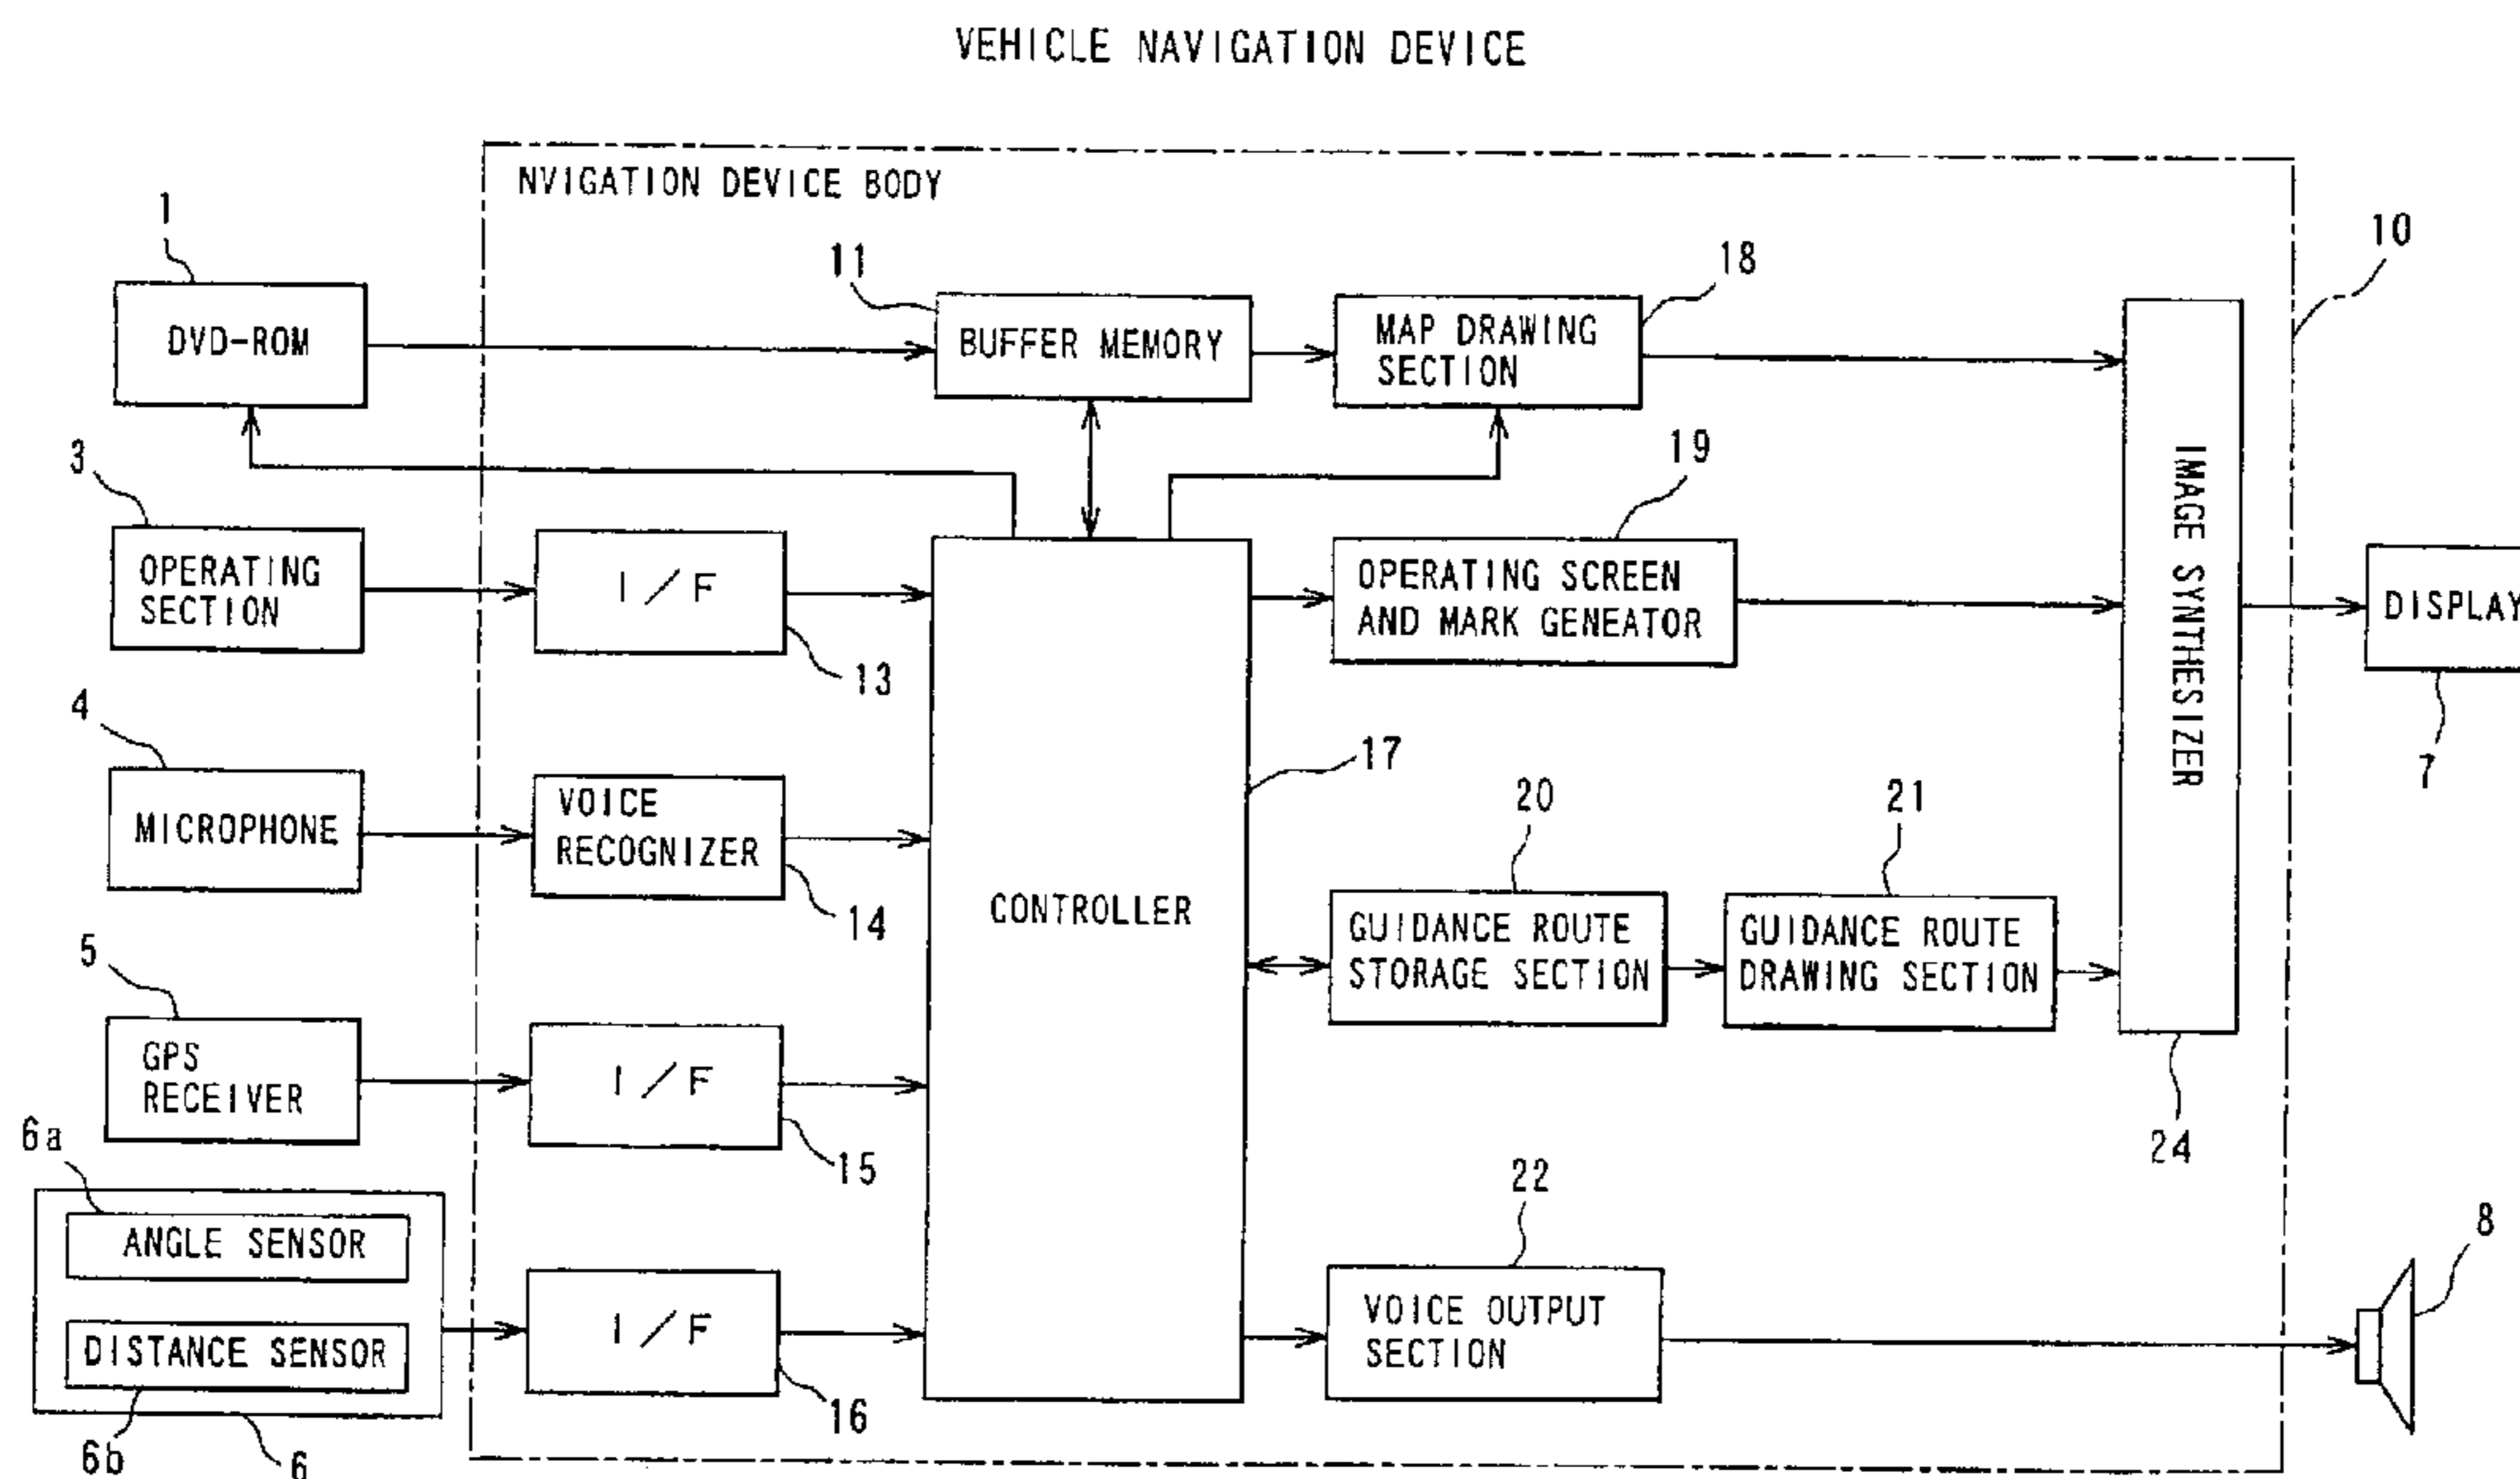 VEHICLE NAVIGATION DEVICE
NVIGATION DEVICE BODY
1
DVD-ROM
11
BUFFER MEMORY
18
MAP DRAWING
SECTION
10
3
OPERATING
SECTION
I/F
13
19
OPERATING SCREEN
AND MARK GENEATOR
IMAGE SYNTHESIZER
DISPLAY
7
4
MICROPHONE
VOICE
RECOGNIZER
14
CONTROLLER
17
20
GUIDANCE ROUTE
STORAGE SECTION
21
GUIDANCE ROUTE
DRAWING SECTION
24
5
GPS
RECEIVER
I/F
15
6a
ANGLE SENSOR
DISTANCE SENSOR
6b
6
I/F
16
22
VOICE OUTPUT
SECTION
8